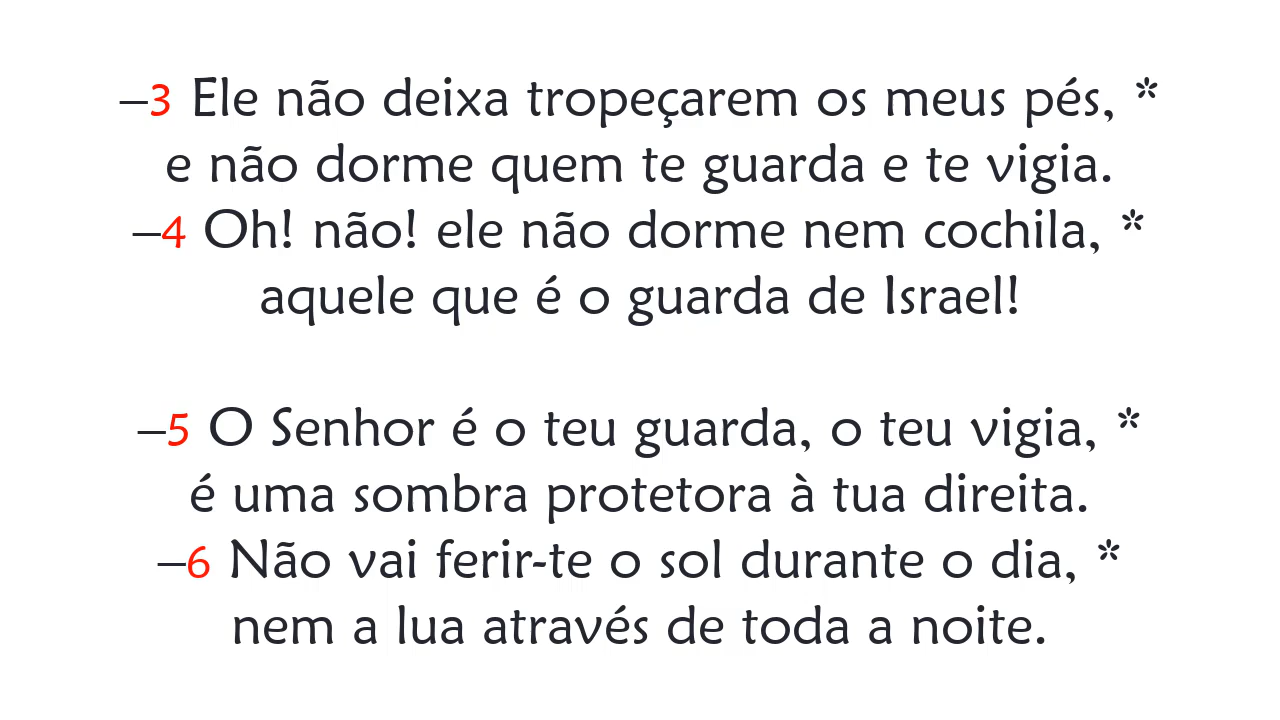 –3 Ele não deixa tropeçarem os meus pés, *
e não dorme quem te guarda e te vigia.
–4 Oh! não! ele não dorme nem cochila, *
aquele que é o guarda de Israel!
–5 O Senhor é o teu guarda, o teu vigia, *
é uma sombra protetora à tua direita.
–6 Não vai ferir-te o sol durante o dia, *
nem a lua através de toda a noite.